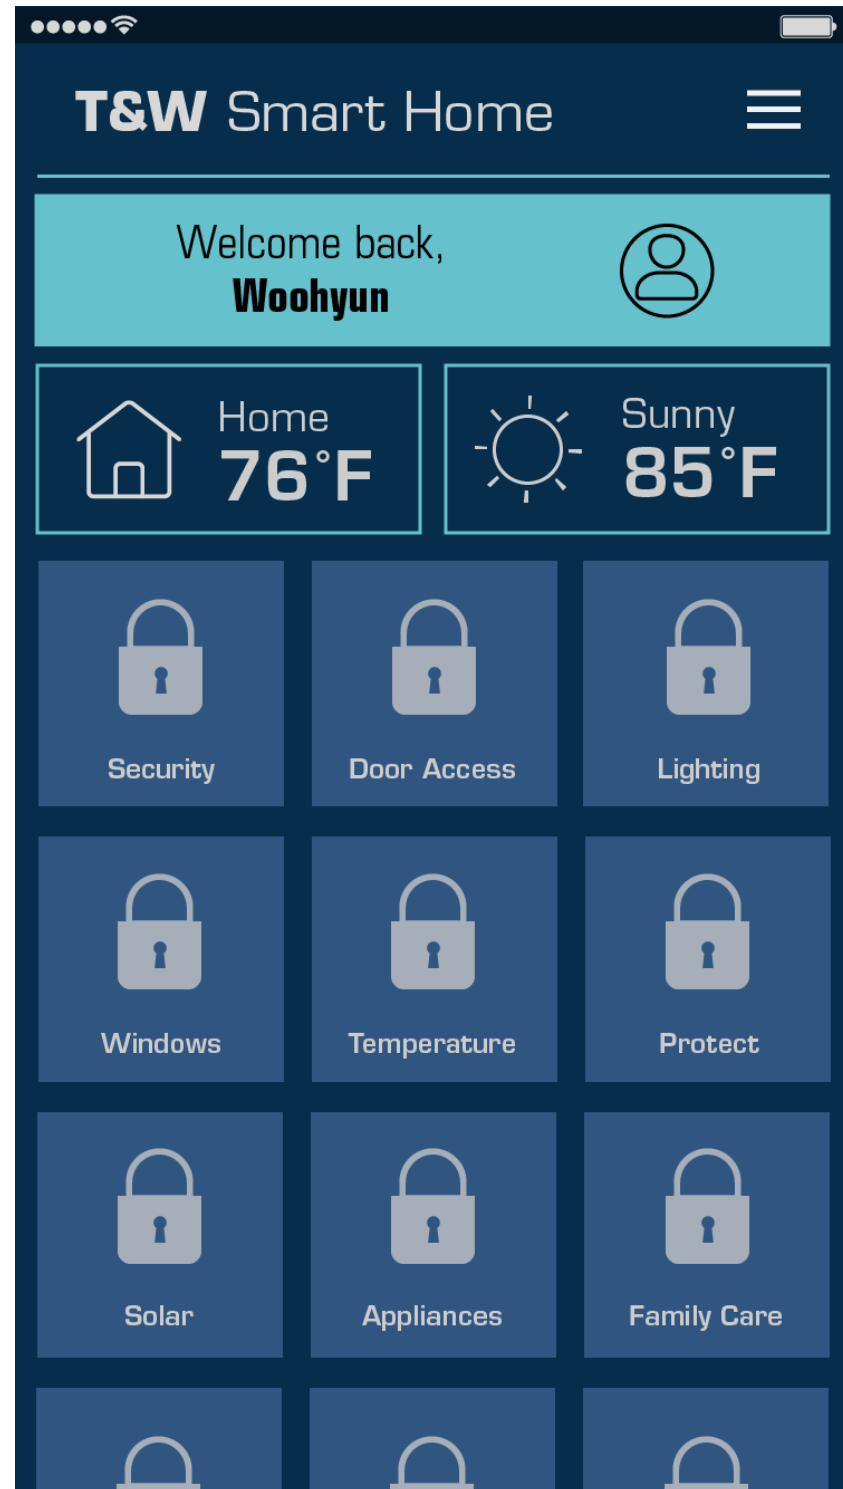 T&W Smart Home
Welcome back,
Woohyun
Home
76°F
Sunny
85°F
Security
Door Access
Lighting
Windows
Temperature
Protect
Solar
Appliances
Family Care